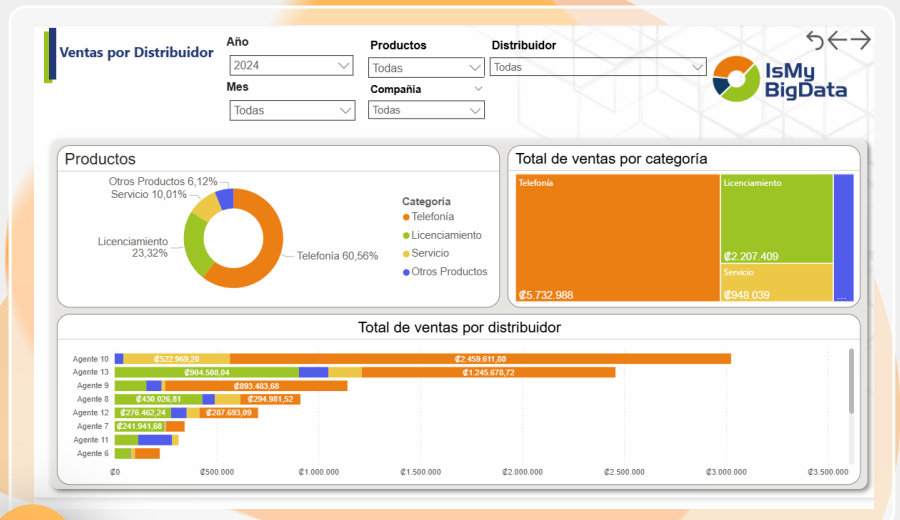 Ventas por Distribuidor
Año
2024
Mes
Todas
Productos
Todas
Compañia
Todas
Distribuidor
Todas
IsMy
BigData
Productos
Otros Productos 6,12%
Servicio 10,01%
Licenciamiento
23,32%
Telefonía 60,56%
Categoría
Telefonía
Licenciamiento
Servicio
Otros Productos
Total de ventas por categoría
Telefonía
₡5.732.988
Licenciamiento
₡2.207.409
Servicio
₡948.039
...
Total de ventas por distribuidor
Agente 10 ₡522.969,20 ₡2.459.611,80
Agente 13 ₡904.508,04 ₡1.245.678,72
Agente 9 ₡893.483,68
Agente 8 ₡430.026,81 ₡294.981,52
Agente 12 ₡276.462,24 ₡287.693,09
Agente 7 ₡241.941,68
Agente 11
Agente 6
₡0 ₡500.000 ₡1.000.000 ₡1.500.000 ₡2.000.000 ₡2.500.000 ₡3.000.000 ₡3.500.000